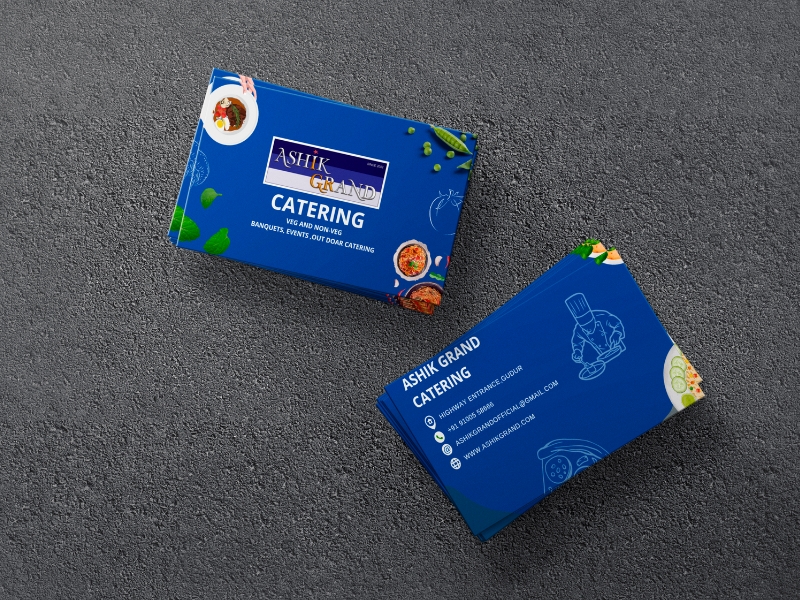 ASHIK
GRAND
CATERING
VEG AND NON-VEG
BANQUETS, EVENTS ,OUT DOAR CATERING
ASHIK GRAND
CATERING
HIGHWAY ENTRANCE,GUDUR
+91 91005 58666
ASHIKGRANDOFFICIAL@GMAIL.COM
WWW.ASHIKGRAND.COM